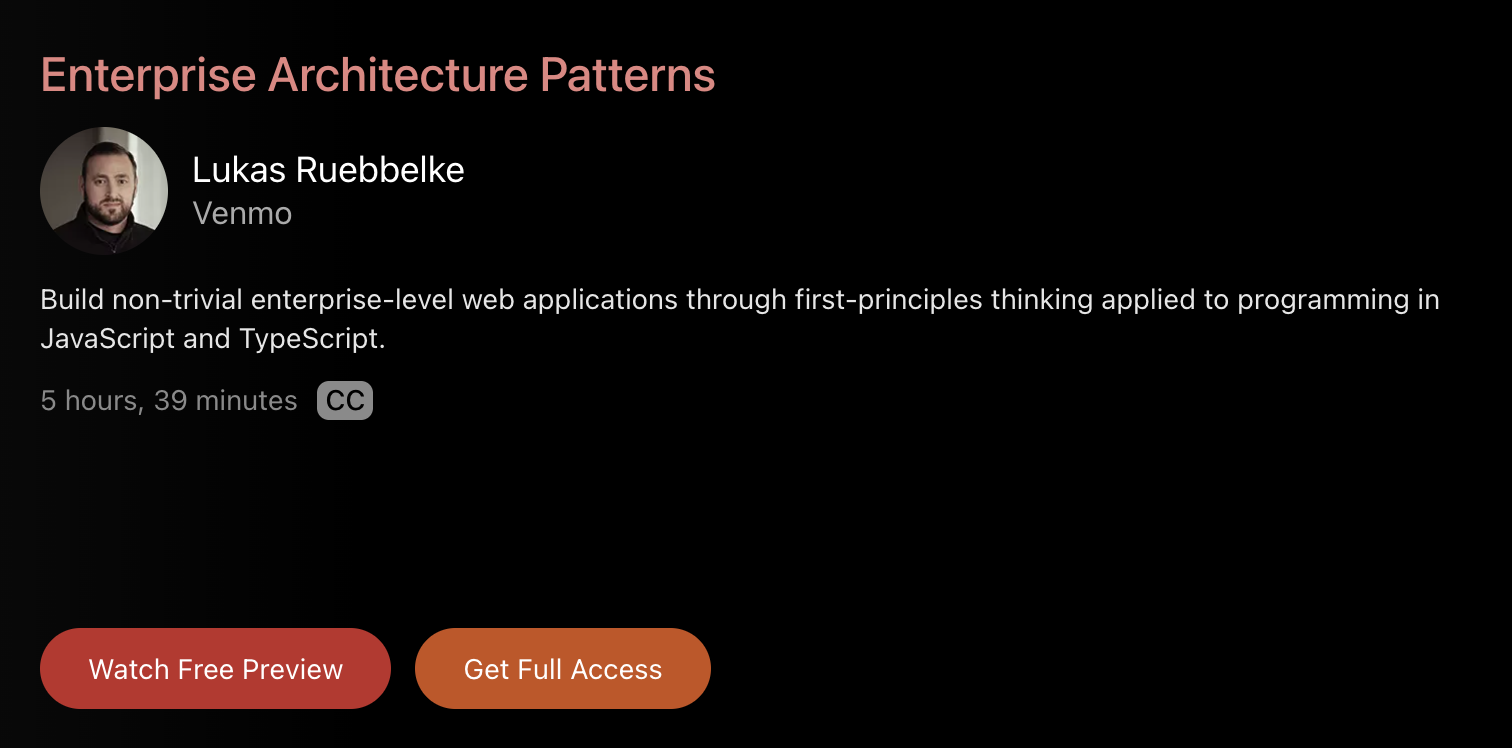 Enterprise Architecture Patterns
Lukas Ruebbelke
Venmo
Build non-trivial enterprise-level web applications through first-principles thinking applied to programming in
JavaScript and TypeScript.
5 hours, 39 minutes CC
Watch Free Preview Get Full Access